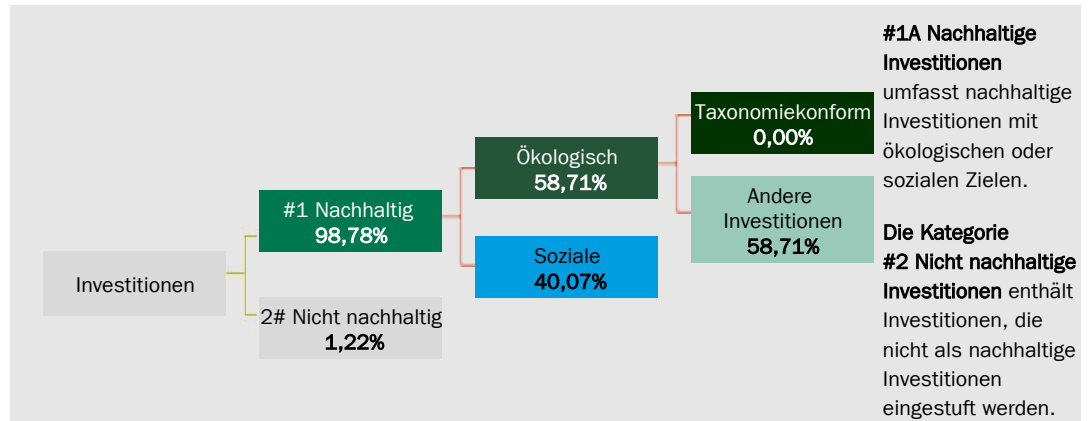 Investitionen
#1 Nachhaltig
98,78%
2# Nicht nachhaltig
1,22%
Ökologisch
58,71%
Soziale
40,07%
Taxonomiekonform
0,00%
Andere
Investitionen
58,71%
#1A Nachhaltige
Investitionen
umfasst nachhaltige
Investitionen mit
ökologischen oder
sozialen Zielen.
Die Kategorie
#2 Nicht nachhaltige
Investitionen enthält
Investitionen, die
nicht als nachhaltige
Investitionen
eingestuft werden.